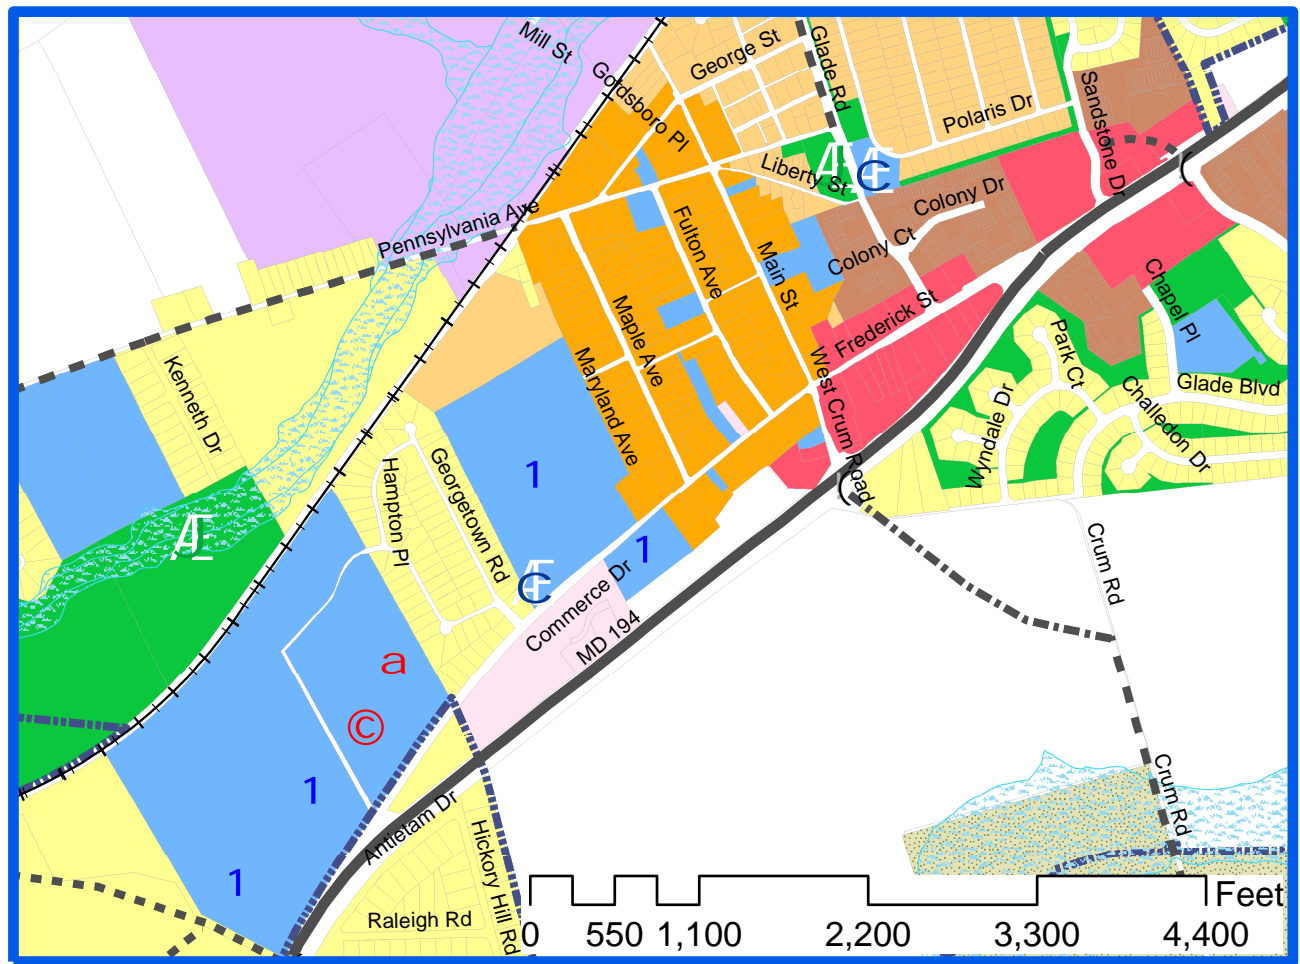 Mill St
George St
Glade Rd
Goldsboro Pl
Polaris Dr
Sandstone Dr
Liberty St
Æ
Æ
C
Colony Dr
Pennsylvania Ave
Fulton Ave
Main St
Colony Ct
Chapel Pl
Frederick St
Maple Ave
Maryland Ave
West Crum Road
Park Ct
Kenneth Dr
Wyndale Dr
Challedon Dr
Glade Blvd
Hampton Pl
Georgetown Rd
1
Æ
1
Æ
C
Commerce Dr
Crum Rd
MD 194
a
©
1
Crum Rd
Antietam Dr
1
Hickory Hill Rd
Raleigh Rd
Feet
0 550 1,100 2,200 3,300 4,400